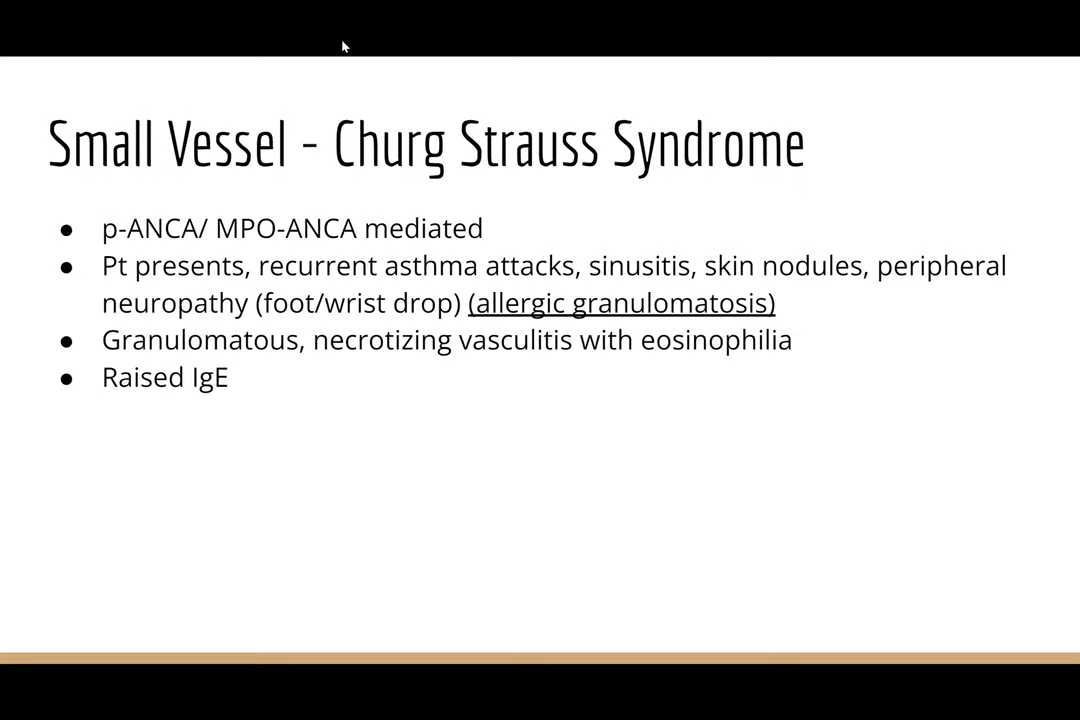 Small Vessel - Churg Strauss Syndrome
● p-ANCA/ MPO-ANCA mediated
● Pt presents, recurrent asthma attacks, sinusitis, skin nodules, peripheral
neuropathy (foot/wrist drop) (allergic granulomatosis)
● Granulomatous, necrotizing vasculitis with eosinophilia
● Raised IgE